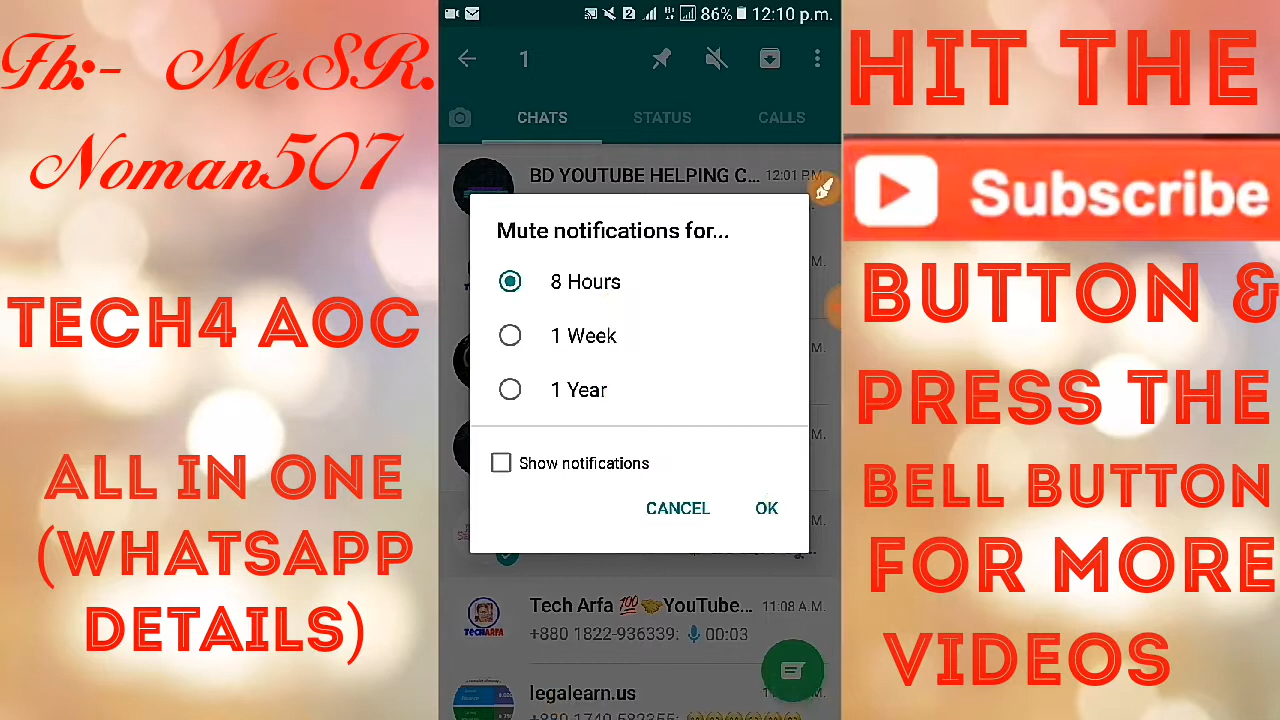 Fb:- Me.SR.
Noman507
TECH4 AOC
ALL IN ONE
(WHATSAPP
DETAILS)
86% 12:10 p.m.
1
CHATS STATUS CALLS
BD YOUTUBE HELPING C... 12:01 P.M.
Mute notifications for...
8 Hours
1 Week
1 Year
Show notifications
CANCEL OK
Tech Arfa 💯🤝YouTube... 11:08 A.M.
TECHARFA
+880 1822-936339: 00:03
legalearn.us
HIT THE
Subscribe
BUTTON &
PRESS THE
BELL BUTTON
FOR MORE
VIDEOS